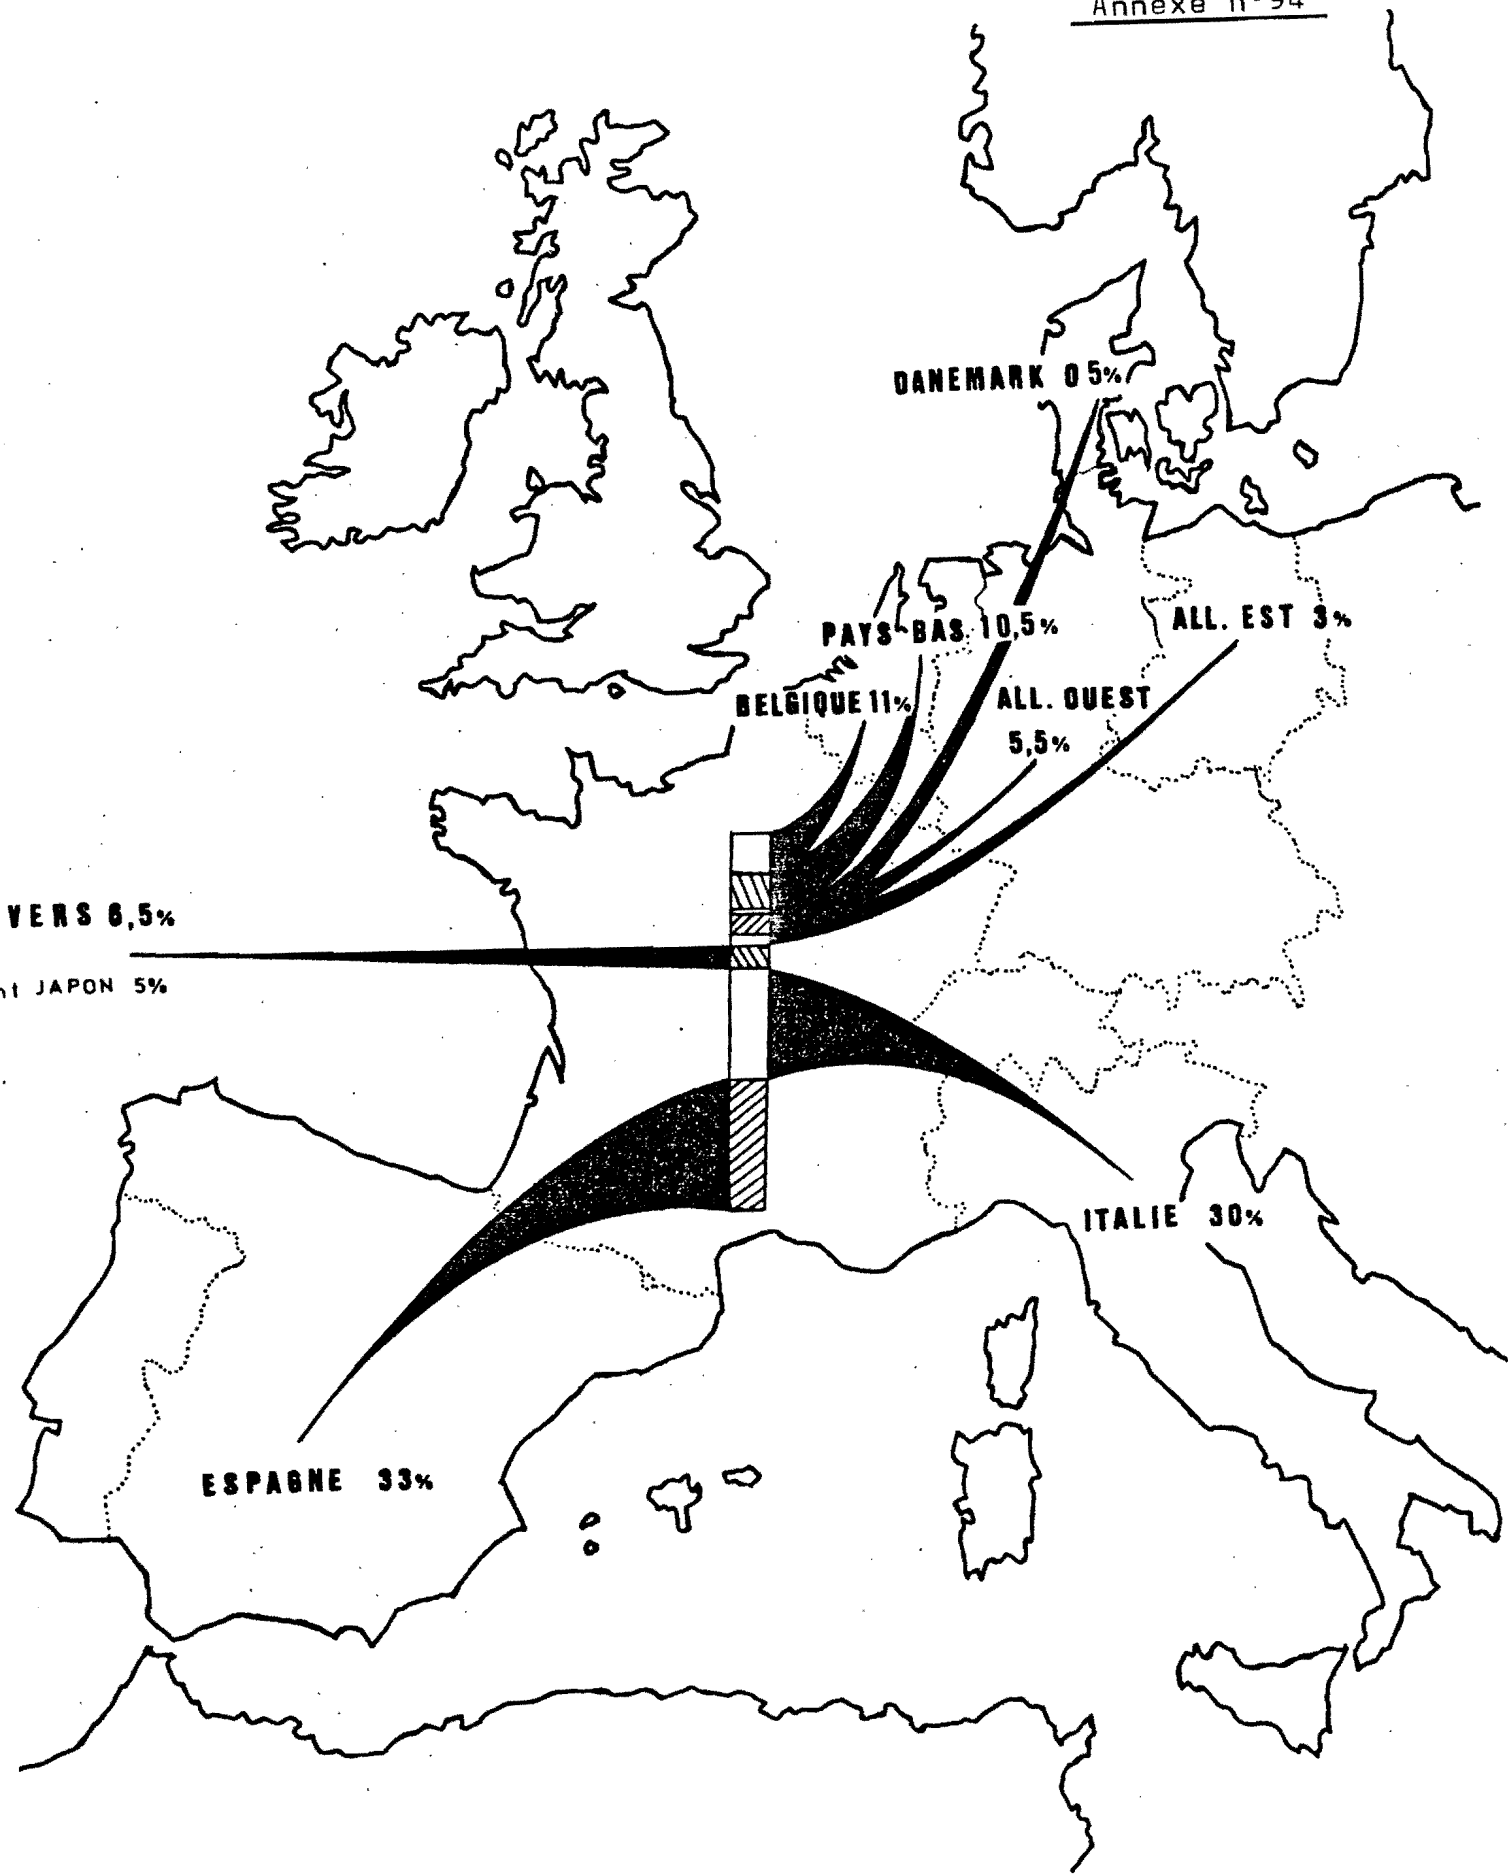 Annexe n°94
DANEMARK 0 5%
PAYS-BAS 10,5%
ALL. EST 3%
BELGIQUE 11%
ALL. OUEST
5,5%
VERS 6,5%
nt JAPON 5%
ITALIE 30%
ESPAGNE 33%